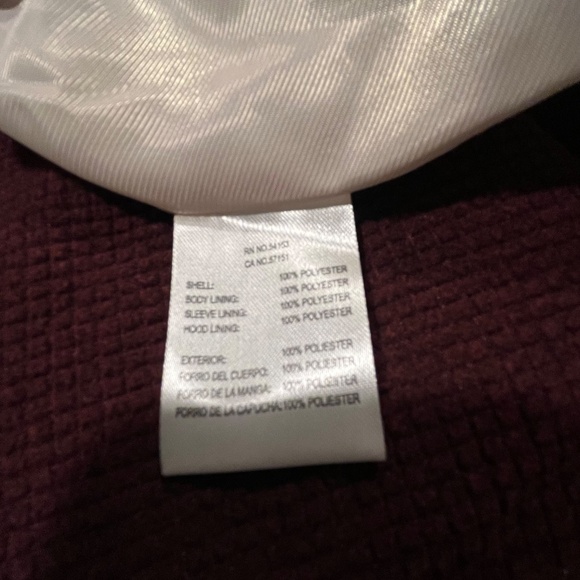 RN NO.54153
CA NO.57151
SHELL: 100% POLYESTER
BODY LINING: 100% POLYESTER
SLEEVE LINING: 100% POLYESTER
HOOD LINING: 100% POLYESTER
EXTERIOR: 100% POLIESTER
FORRO DEL CUERPO: 100% POLIESTER
FORRO DE LA MANGA: 100% POLIESTER
FORRO DE LA CAPUCHA:100% POLIESTER